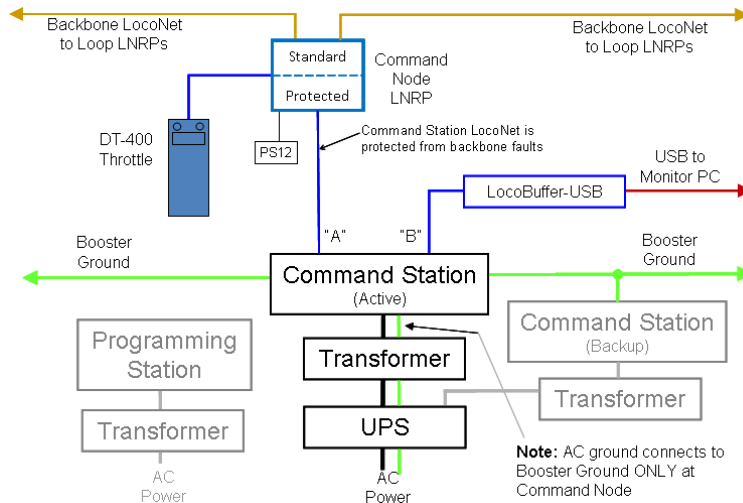 Backbone LocoNet
to Loop LNRPs
Backbone LocoNet
to Loop LNRPs
Standard
Protected
Command
Node
LNRP
DT-400
Throttle
PS12
Command Station LocoNet is
protected from backbone faults
USB to
Monitor PC
LocoBuffer-USB
"A"
"B"
Booster
Ground
Booster
Ground
Command Station
(Active)
Command Station
(Backup)
Programming
Station
Transformer
Transformer
Transformer
UPS
AC
Power
AC
Power
Note: AC ground connects to
Booster Ground ONLY at
Command Node